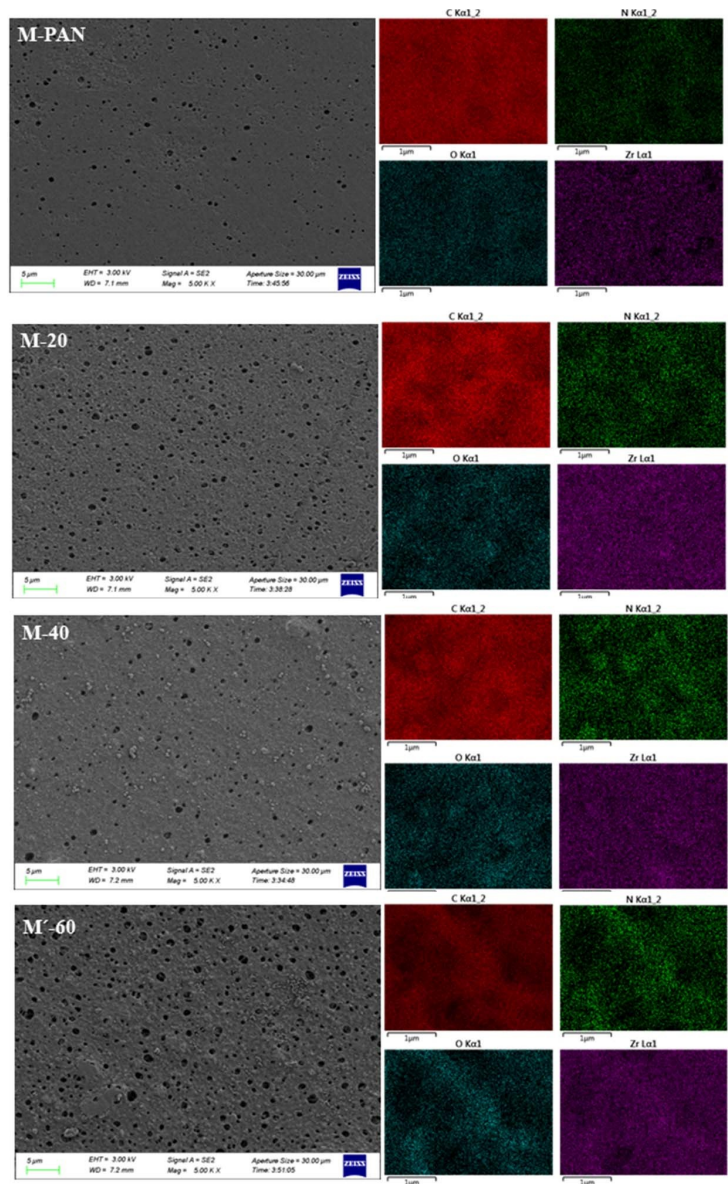 M-PAN
C Kα1_2
N Kα1_2
1μm
1μm
O Kα1
Zr Lα1
1μm
1μm
5 μm
EHT = 3.00 kV
Signal A = SE2
Aperture Size = 30.00 μm
WD = 7.1 mm
Mag = 5.00 K X
Time: 3:45:56
ZEISS
M-20
C Kα1_2
N Kα1_2
1μm
1μm
O Kα1
Zr Lα1
1μm
1μm
5 μm
EHT = 3.00 kV
Signal A = SE2
Aperture Size = 30.00 μm
WD = 7.1 mm
Mag = 5.00 K X
Time: 3:38:28
ZEISS
M-40
C Kα1_2
N Kα1_2
1μm
1μm
O Kα1
Zr Lα1
5 μm
EHT = 3.00 kV
Signal A = SE2
Aperture Size = 30.00 μm
WD = 7.2 mm
Mag = 5.00 K X
Time: 3:34:48
ZEISS
M´-60
C Kα1_2
N Kα1_2
1μm
1μm
O Kα1
Zr Lα1
5 μm
EHT = 3.00 kV
Signal A = SE2
Aperture Size = 30.00 μm
WD = 7.2 mm
Mag = 5.00 K X
Time: 3:51:05
ZEISS